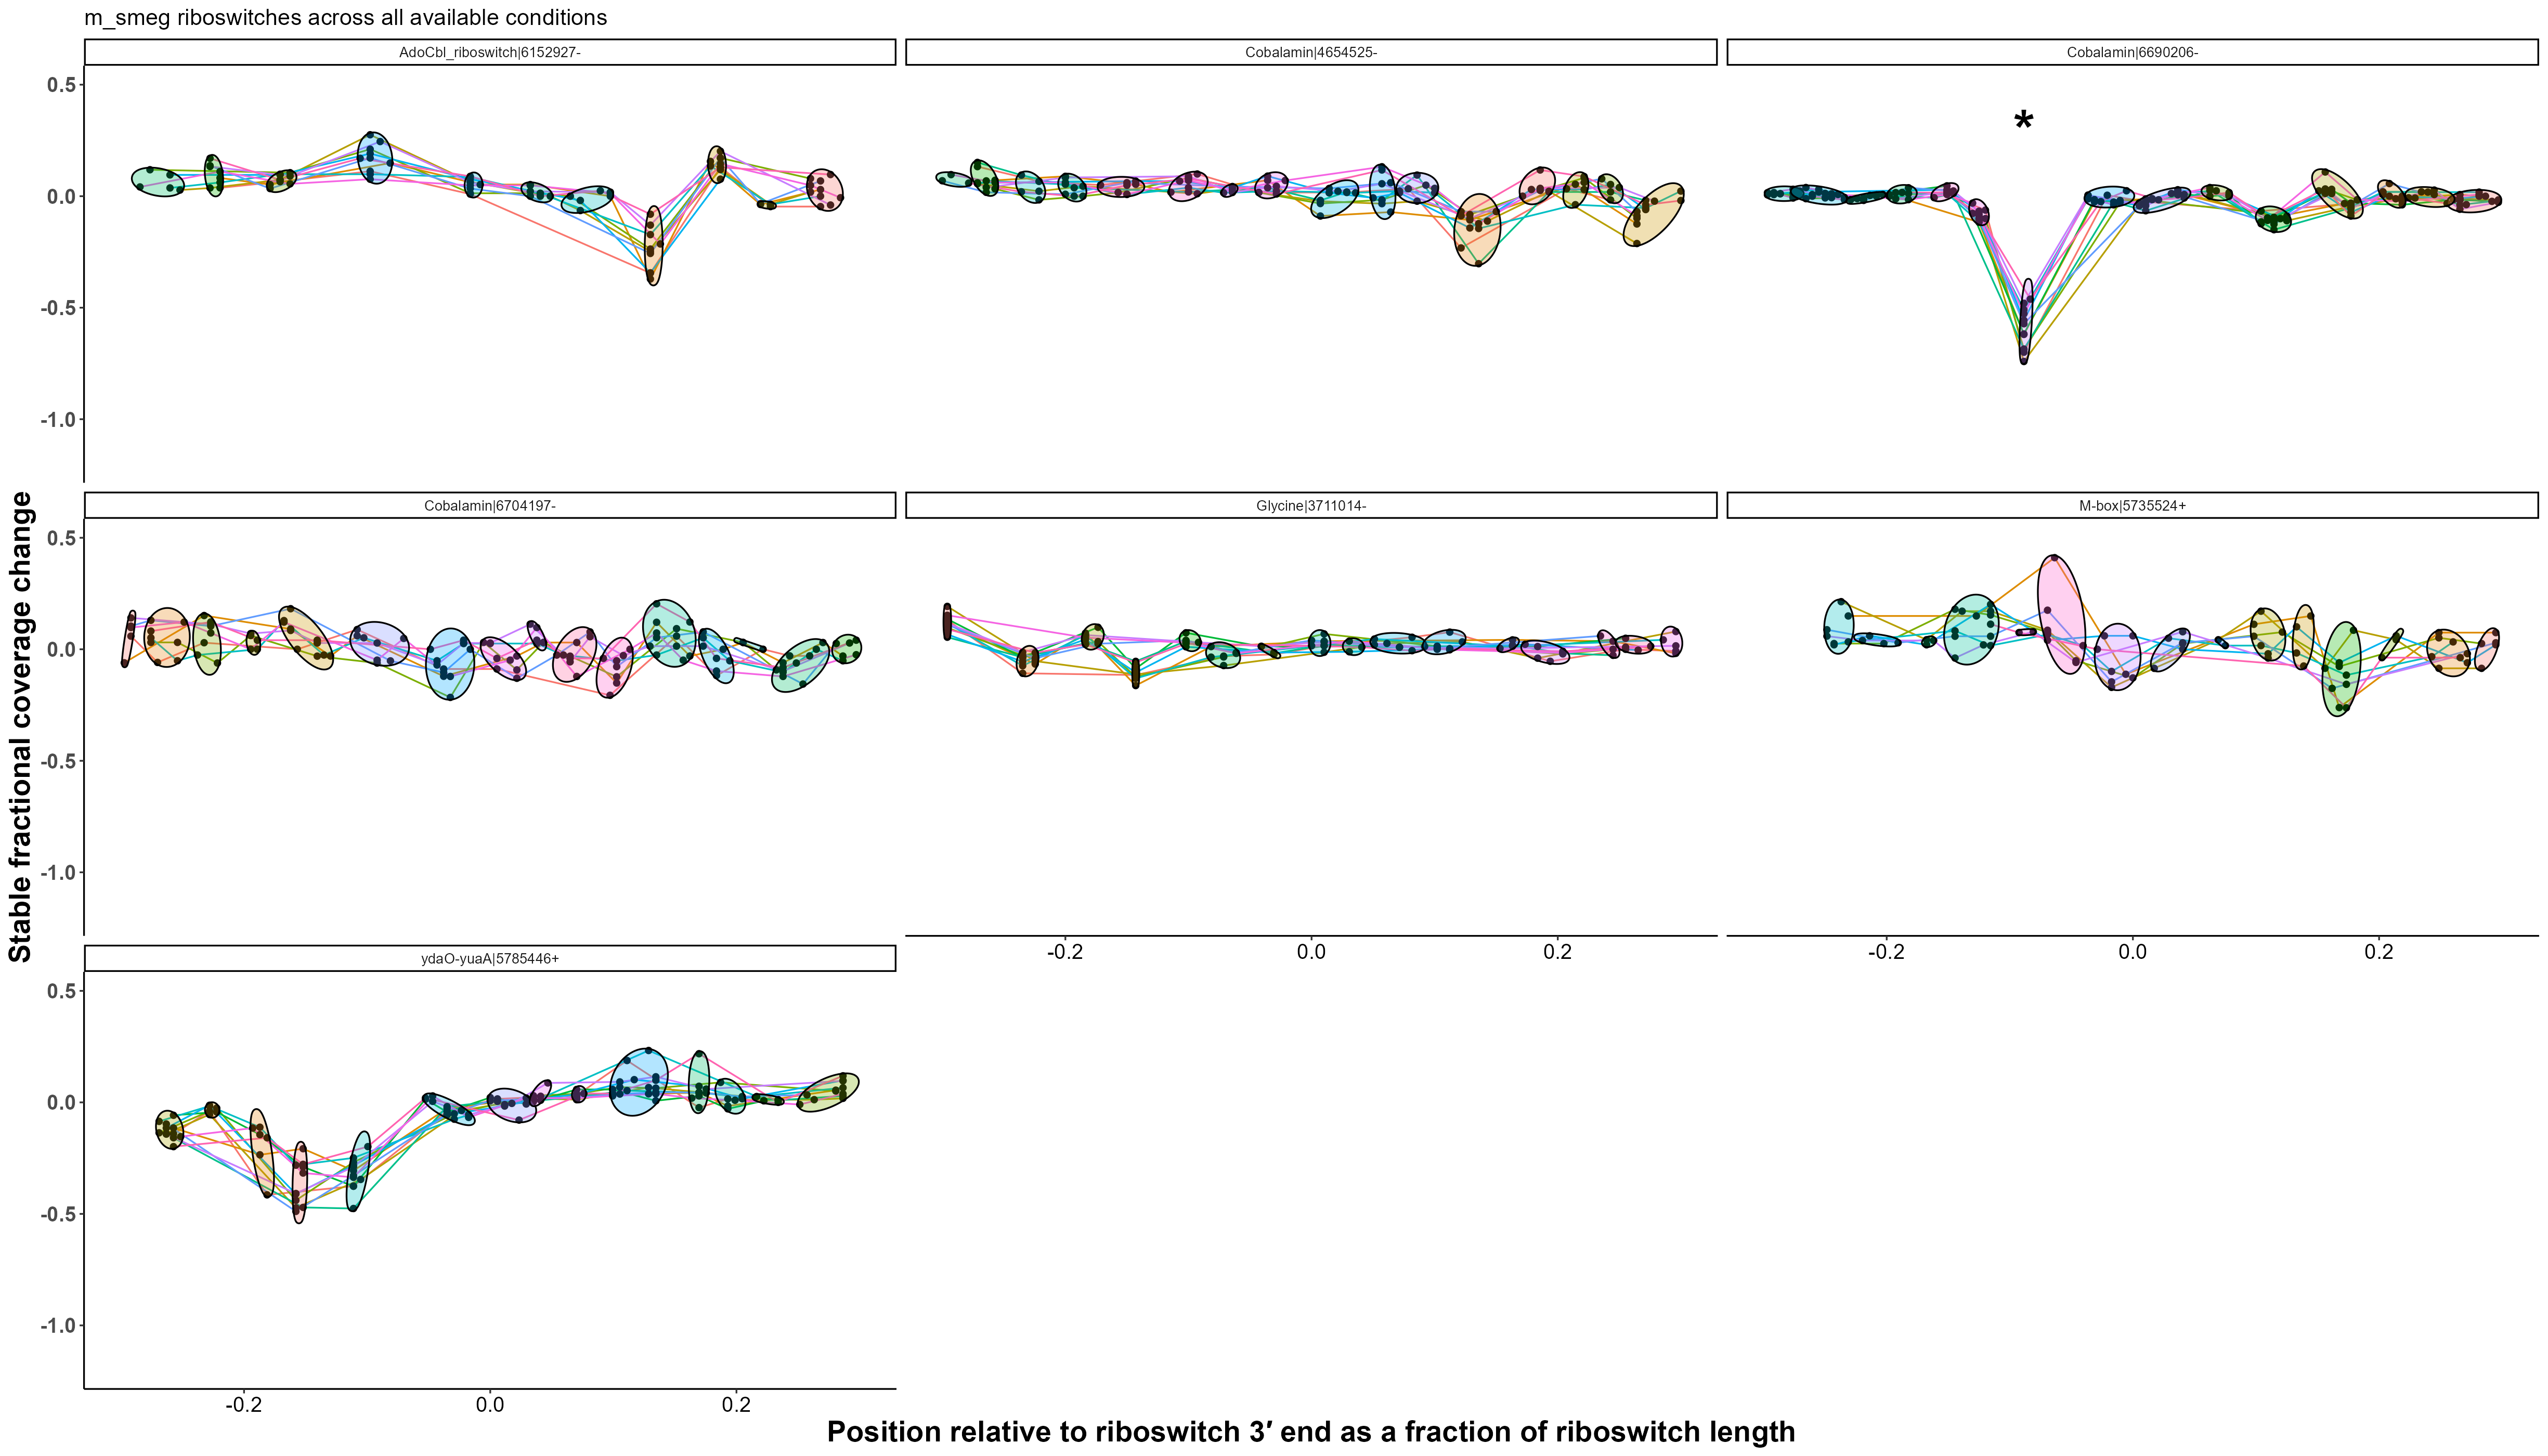 m_smeg riboswitches across all available conditions
AdoCbl_riboswitch|6152927-
Cobalamin|4654525-
Cobalamin|6690206-
0.5
0.0
-0.5
-1.0
*
Cobalamin|6704197-
Glycine|3711014-
M-box|5735524+
0.5
0.0
-0.5
-1.0
-0.2
0.0
0.2
-0.2
0.0
0.2
ydaO-yuaA|5785446+
0.5
0.0
-0.5
-1.0
-0.2
0.0
0.2
Stable fractional coverage change
Position relative to riboswitch 3′ end as a fraction of riboswitch length